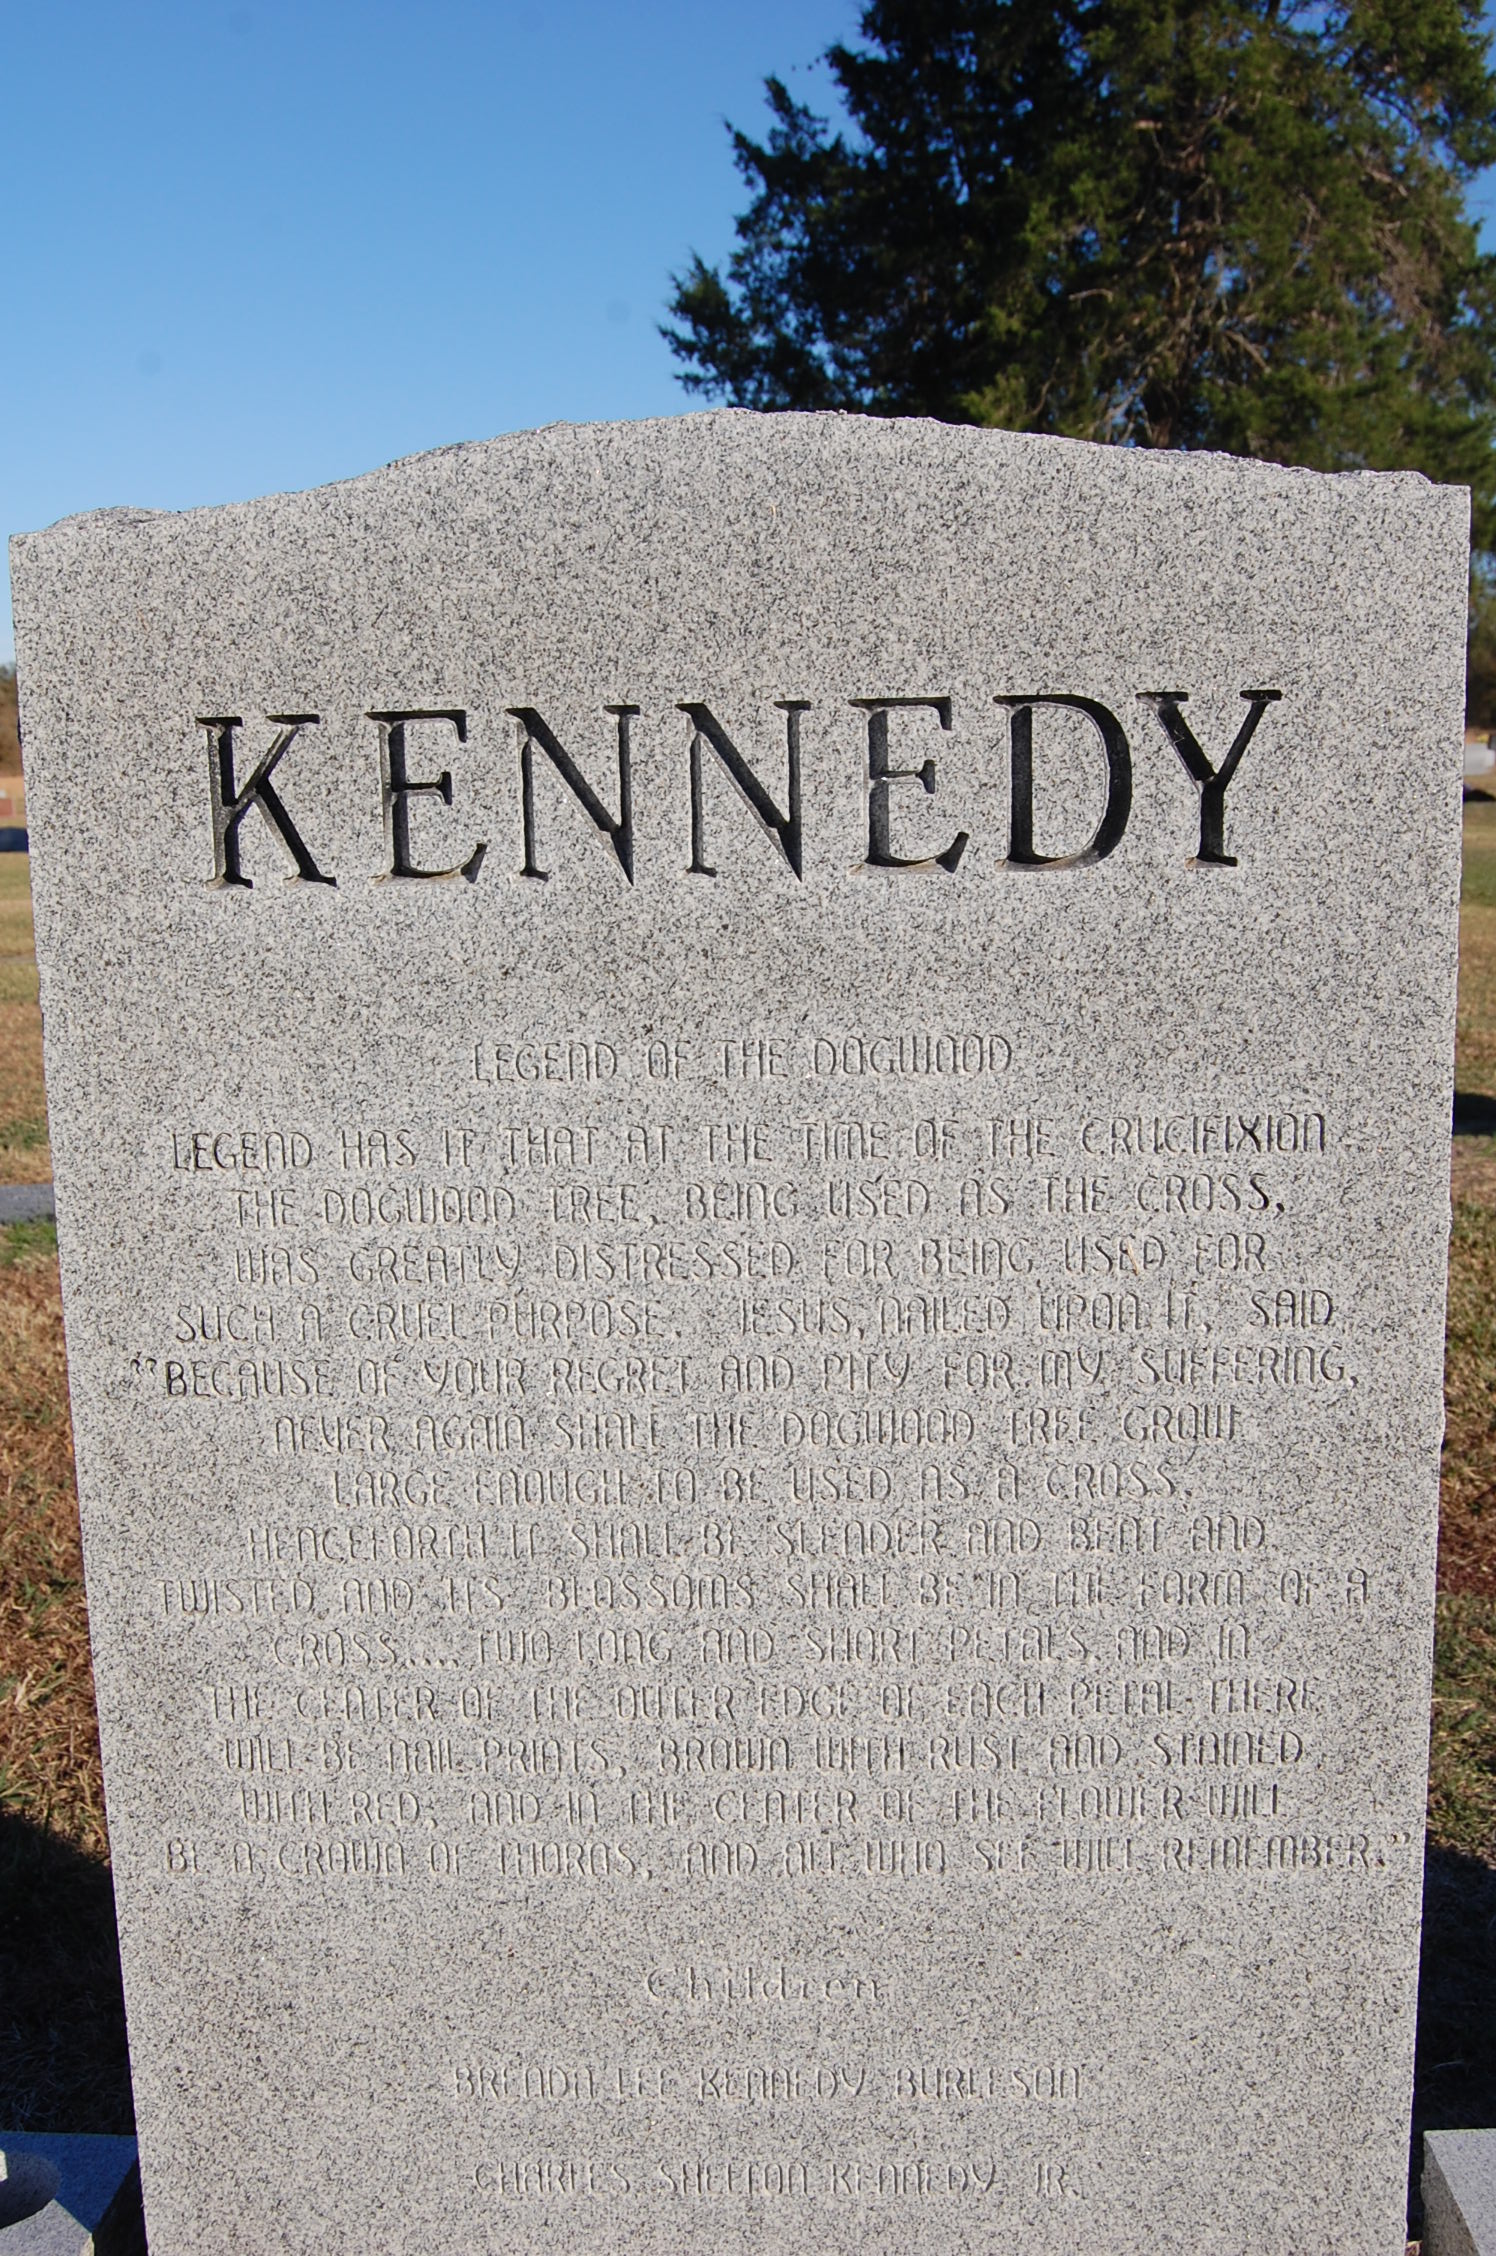 KENNEDY
LEGEND OF THE DOGWOOD
LEGEND HAS IT THAT AT THE TIME OF THE CRUCIFIXION
THE DOGWOOD TREE, BEING USED AS THE CROSS,
WAS GREATLY DISTRESSED FOR BEING USED FOR
SUCH A CRUEL PURPOSE. JESUS, NAILED UPON IT, SAID
"BECAUSE OF YOUR REGRET AND PITY FOR MY SUFFERING,
NEVER AGAIN SHALL THE DOGWOOD TREE GROW
LARGE ENOUGH TO BE USED AS A CROSS.
HENCEFORTH IT SHALL BE SLENDER AND BENT AND
TWISTED AND ITS BLOSSOMS SHALL BE IN THE FORM OF A
CROSS.... TWO LONG AND SHORT PETALS. AND IN
THE CENTER OF THE OUTER EDGE OF EACH PETAL THERE
WILL BE NAIL PRINTS, BROWN WITH RUST AND STAINED
WITH RED, AND IN THE CENTER OF THE FLOWER WILL
BE A CROWN OF THORNS, AND ALL WHO SEE WILL REMEMBER."
Children
BRENDA LEE KENNEDY BURLESON
CHARLES SHELTON KENNEDY JR.